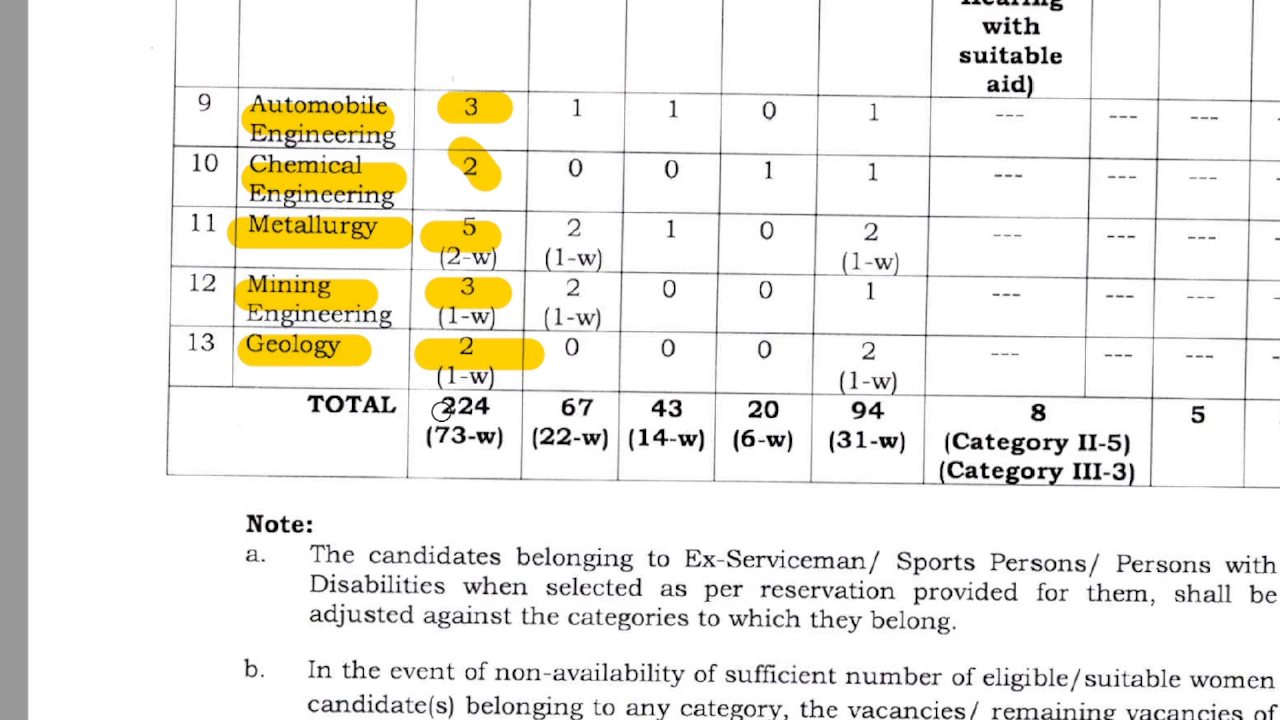 Hearing
with
suitable
aid)
9 Automobile 3 1 1 0 1 --- --- ---
Engineering
10 Chemical 2 0 0 1 1 --- --- ---
Engineering
11 Metallurgy 5 2 1 0 2 --- --- ---
(2-w) (1-w) (1-w)
12 Mining 3 2 0 0 1 --- --- ---
Engineering (1-w) (1-w)
13 Geology 2 0 0 0 2 --- --- ---
(1-w) (1-w)
TOTAL 224 67 43 20 94 8 5
(73-w) (22-w) (14-w) (6-w) (31-w) (Category II-5)
(Category III-3)
Note:
a. The candidates belonging to Ex-Serviceman/ Sports Persons/ Persons with
Disabilities when selected as per reservation provided for them, shall be
adjusted against the categories to which they belong.
b. In the event of non-availability of sufficient number of eligible/suitable women
candidate(s) belonging to any category, the vacancies/ remaining vacancies of